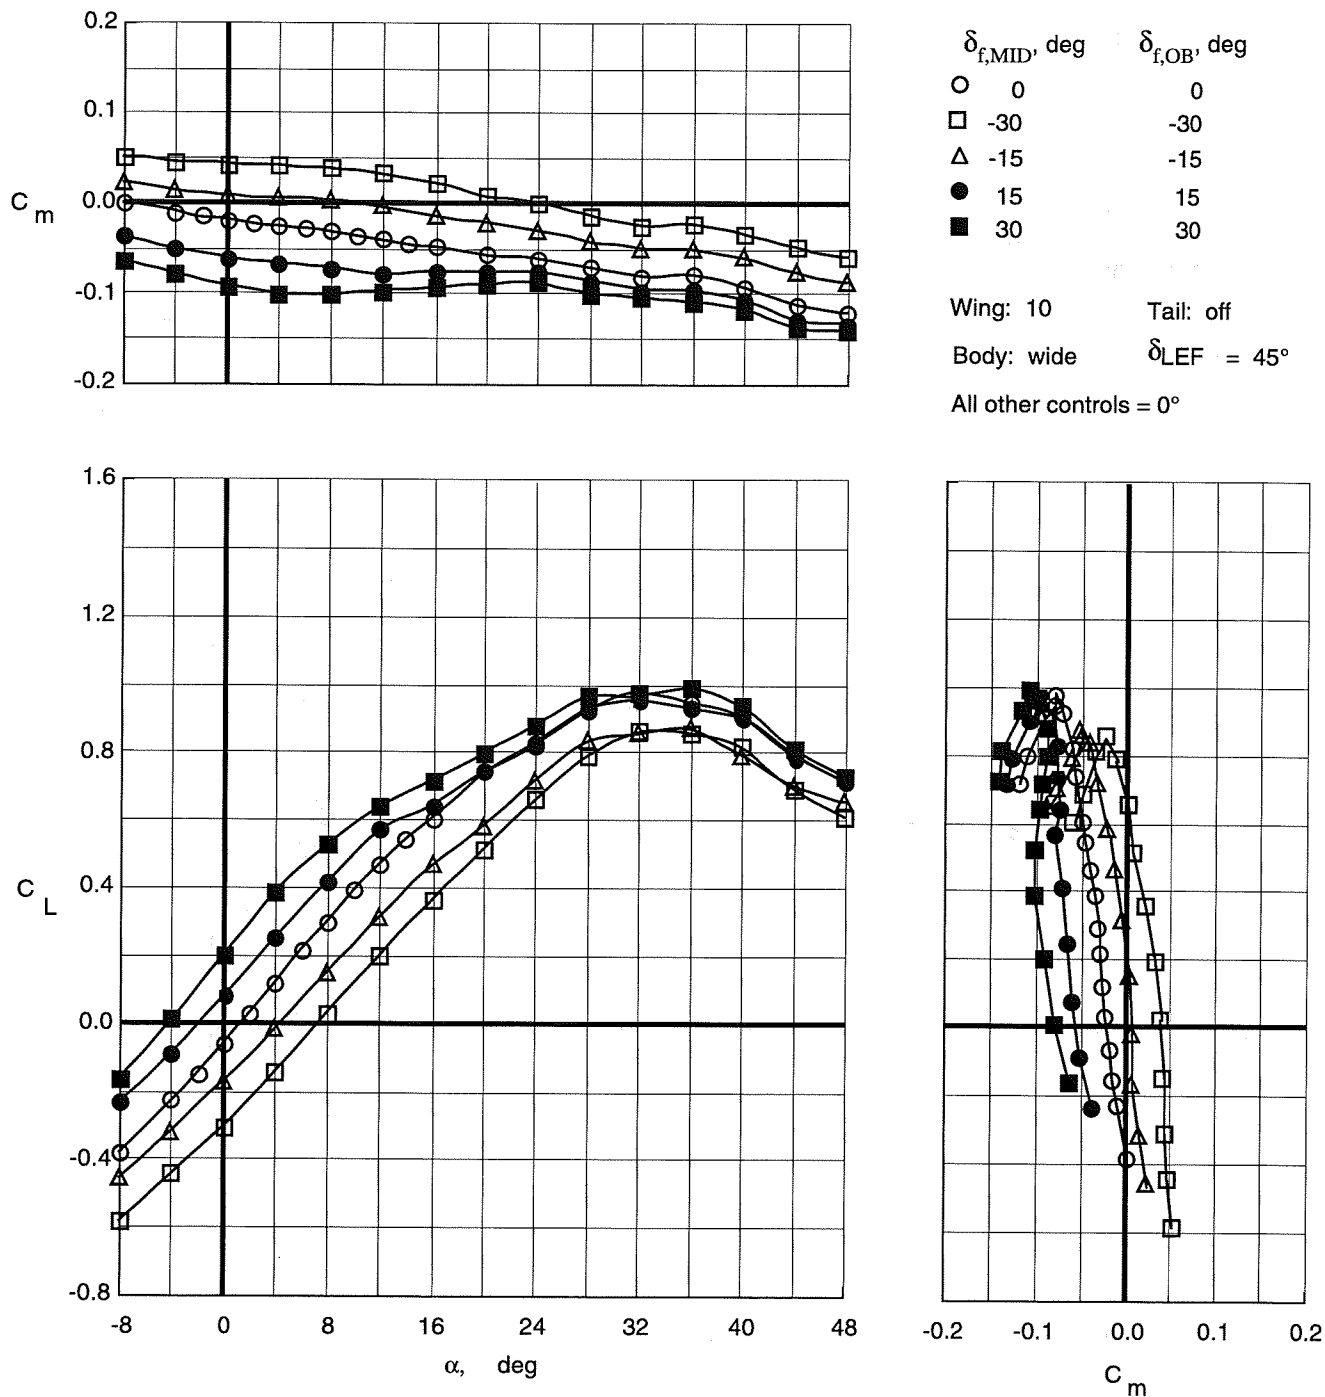 0.2
0.1
0.0
-0.1
-0.2
C m
δf,MID, deg δf,OB, deg
0 0
-30 -30
-15 -15
15 15
30 30
Wing: 10 Tail: off
Body: wide δLEF = 45°
All other controls = 0°
1.6
1.2
0.8
0.4
0.0
-0.4
-0.8
C L
-8 0 8 16 24 32 40 48
α, deg
-0.2 -0.1 0.0 0.1 0.2
C m